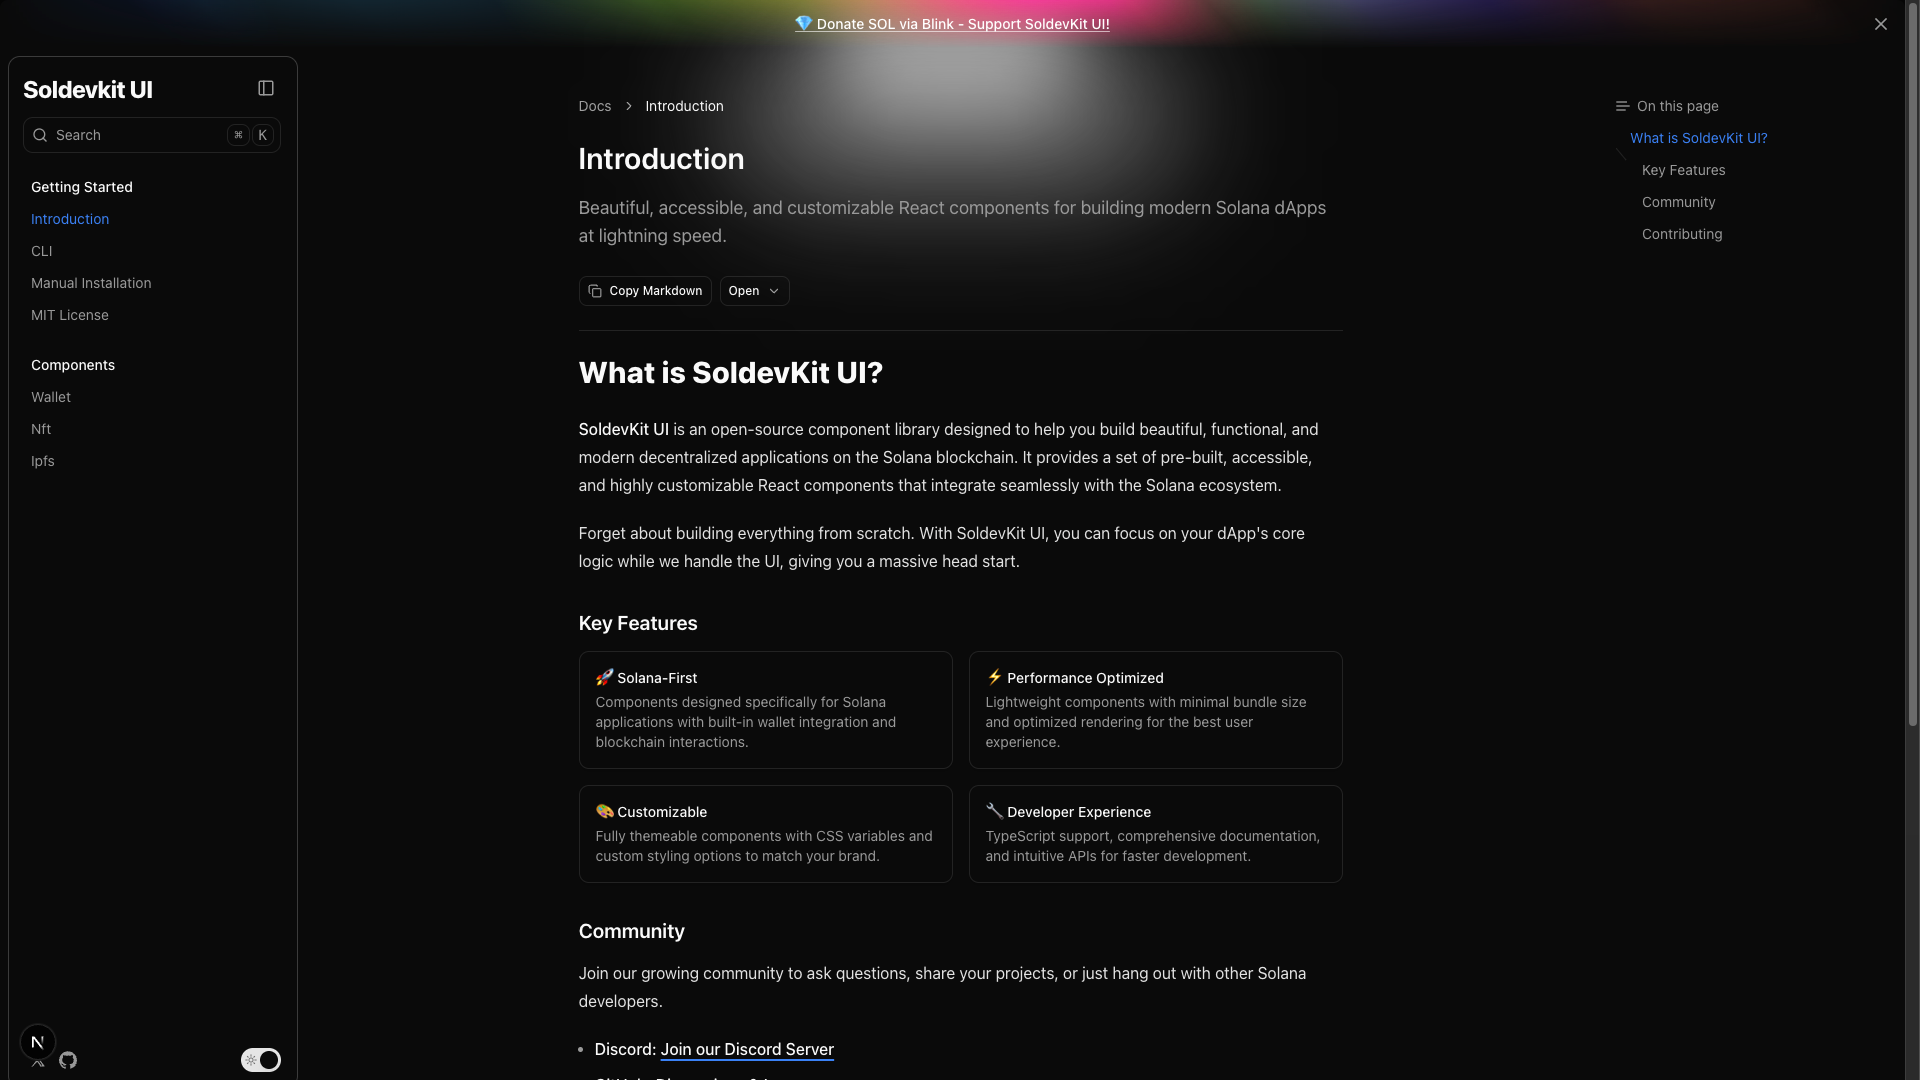 💎 Donate SOL via Blink - Support SoldevKit UI!
Soldevkit UI
Search
⌘ K
Getting Started
Introduction
CLI
Manual Installation
MIT License
Components
Wallet
Nft
Ipfs
N
Docs > Introduction
Introduction
Beautiful, accessible, and customizable React components for building modern Solana dApps
at lightning speed.
Copy Markdown
Open
What is SoldevKit UI?
SoldevKit UI is an open-source component library designed to help you build beautiful, functional, and
modern decentralized applications on the Solana blockchain. It provides a set of pre-built, accessible,
and highly customizable React components that integrate seamlessly with the Solana ecosystem.
Forget about building everything from scratch. With SoldevKit UI, you can focus on your dApp's core
logic while we handle the UI, giving you a massive head start.
Key Features
🚀 Solana-First
Components designed specifically for Solana
applications with built-in wallet integration and
blockchain interactions.
⚡ Performance Optimized
Lightweight components with minimal bundle size
and optimized rendering for the best user
experience.
🎨 Customizable
Fully themeable components with CSS variables and
custom styling options to match your brand.
🔧 Developer Experience
TypeScript support, comprehensive documentation,
and intuitive APIs for faster development.
Community
Join our growing community to ask questions, share your projects, or just hang out with other Solana
developers.
• Discord: Join our Discord Server
On this page
What is SoldevKit UI?
Key Features
Community
Contributing